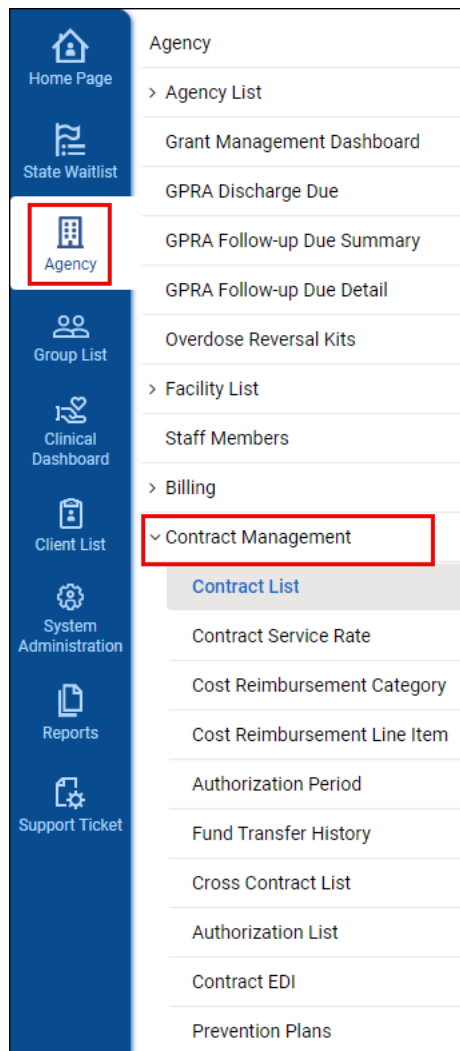 Home Page
State Waitlist
Agency
Group List
Clinical
Dashboard
Client List
System
Administration
Reports
Support Ticket
Agency
Agency List
Grant Management Dashboard
GPRA Discharge Due
GPRA Follow-up Due Summary
GPRA Follow-up Due Detail
Overdose Reversal Kits
Facility List
Staff Members
Billing
Contract Management
Contract List
Contract Service Rate
Cost Reimbursement Category
Cost Reimbursement Line Item
Authorization Period
Fund Transfer History
Cross Contract List
Authorization List
Contract EDI
Prevention Plans